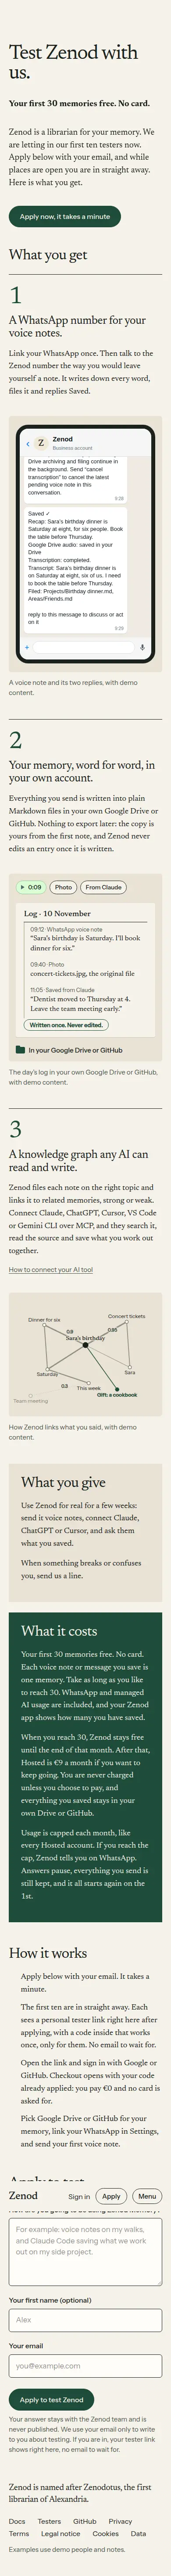 Test Zenod with
us.
Your first 30 memories free. No card.
Zenod is a librarian for your memory. We
are letting in our first ten testers now.
Apply below with your email, and while
places are open you are in straight away.
Here is what you get.
Apply now, it takes a minute
What you get
1
A WhatsApp number for your
voice notes.
Link your WhatsApp once. Then talk to the
Zenod number the way you would leave
yourself a note. It writes down every word,
files it and replies Saved.
Z
Zenod
Business account
Drive archiving and filing continue in
the background. Send “cancel
transcription” to cancel the latest
pending voice note in this
conversation.
9:29
Saved ✓
Recap: Sara's birthday dinner is
Saturday at eight, for six people. Book
the table before Thursday.
Google Drive audio: saved in your
Drive
Transcription: completed.
Transcript: Sara's birthday dinner is
on Saturday at eight, six of us. I need
to book the table before Thursday.
Filed: Projects/Birthday dinner.md,
Areas/Friends.md
reply to this message to discuss or act
on it
9:29
A voice note and its two replies, with demo
content.
2
Your memory, word for word, in
your own account.
Everything you send is written into plain
Markdown files in your own Google Drive or
GitHub. Nothing to export later: the copy is
yours from the first note, and Zenod never
edits an entry once it is written.
0:09
Photo
From Claude
Log · 10 November
09:12 · WhatsApp voice note
“Sara’s birthday is Saturday. I’ll book
dinner for six.”
09:40 · Photo
concert-tickets.jpg, the original file
11:05 · Saved from Claude
“Dentist moved to Thursday at 4.
Leave the team meeting early.”
Written once. Never edited.
In your Google Drive or GitHub
The day's log in your own Google Drive or GitHub,
with demo content.
3
A knowledge graph any AI can
read and write.
Zenod files each note on the right topic and
links it to related memories, strong or weak.
Connect Claude, ChatGPT, Cursor, VS Code
or Gemini CLI over MCP, and they search it,
read the source and save what you work out
together.
How to connect your AI tool
Concert tickets
Dinner for six
0.9
Sara's birthday
Saturday
Sara
0.3
This week
Gift: a cookbook
Team meeting
How Zenod links what you said, with demo
content.
What you give
Use Zenod for real for a few weeks:
send it voice notes, connect Claude,
ChatGPT or Cursor, and ask them
what you saved.
When something breaks or confuses
you, send us a line.
What it costs
Your first 30 memories free. No card.
Each voice note or message you save is
one memory. Take as long as you like
to reach 30. WhatsApp and managed
AI usage are included, and your Zenod
app shows how many you have saved.
When you reach 30, Zenod stays free
until the end of that month. After that,
Hosted is €9 a month if you want to
keep going. You are never charged
unless you choose to pay, and
everything you saved stays in your
own Drive or GitHub.
Usage is capped each month, like
every Hosted account. If you reach the
cap, Zenod tells you on WhatsApp.
Answers pause, everything you send is
still kept, and it all starts again on the
1st.
How it works
Apply below with your email. It takes a
minute.
The first ten are in straight away. Each
sees a personal tester link right here after
applying, with a code inside that works
once, only for them. No email to wait for.
Open the link and sign in with Google or
GitHub. Checkout opens with your code
already applied: you pay €0 and no card is
asked for.
Pick Google Drive or GitHub for your
memory, link your WhatsApp in Settings,
and send your first voice note.
Zenod
Sign in
Apply
Menu
For example: voice notes on my walks,
and Claude Code saving what we work
out on my side project.
Your first name (optional)
Alex
Your email
you@example.com
Apply to test Zenod
Your answer stays with the Zenod team and is
never published. We use your email only to write
to you about testing. If you are in, your tester link
shows right here, no email to wait for.
Zenod is named after Zenodotus, the first
librarian of Alexandria.
Docs
Testers
GitHub
Privacy
Terms
Legal notice
Cookies
Data
Examples use demo people and notes.